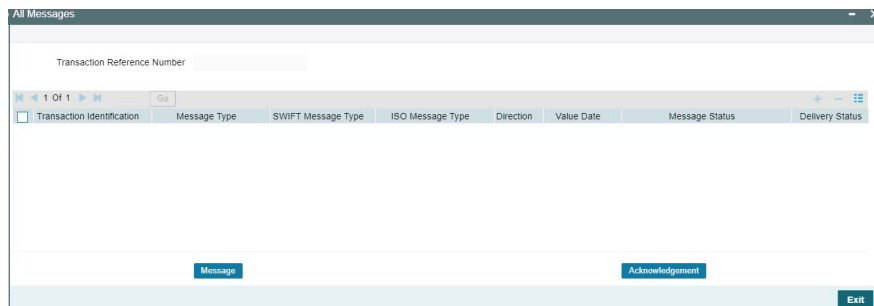 All Messages
Transaction Reference Number
1 Of 1 Go
Transaction Identification Message Type SWIFT Message Type ISO Message Type Direction Value Date Message Status Delivery Status
Message Acknowledgement
Exit